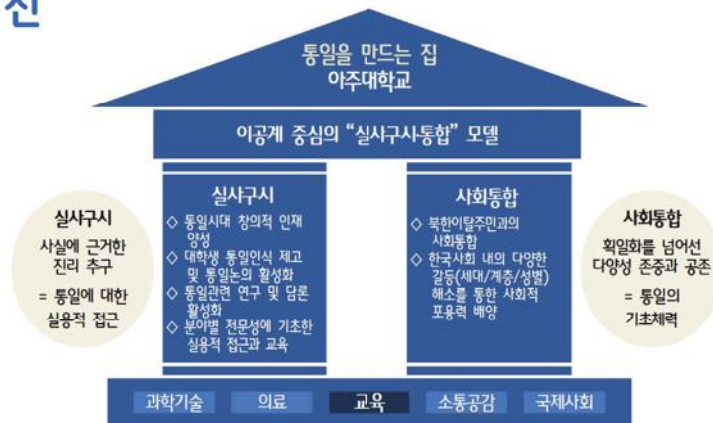 전
통일을 만드는 집
아주대학교
이공계 중심의 “실사구사통합” 모델
실사구시
사실에 근거한
진리 추구
= 통일에 대한
실용적 접근
실사구시
◇ 통일시대 창의적 인재
양성
◇ 대학생 통일인식 제고
및 통일논의 활성화
◇ 통일관련 연구 및 담론
활성화
◇ 분야별 전문성에 기초한
실용적 접근과 교육
사회통합
◇ 북한이탈주민과의
사회통합
◇ 한국사회 내의 다양한
갈등(세대/계층/성별)
해소를 통한 사회적
포용력 배양
사회통합
획일화를 넘어선
다양성 존중과 공존
= 통일의
기초체력
과학기술
의료
교육
소통공감
국제사회